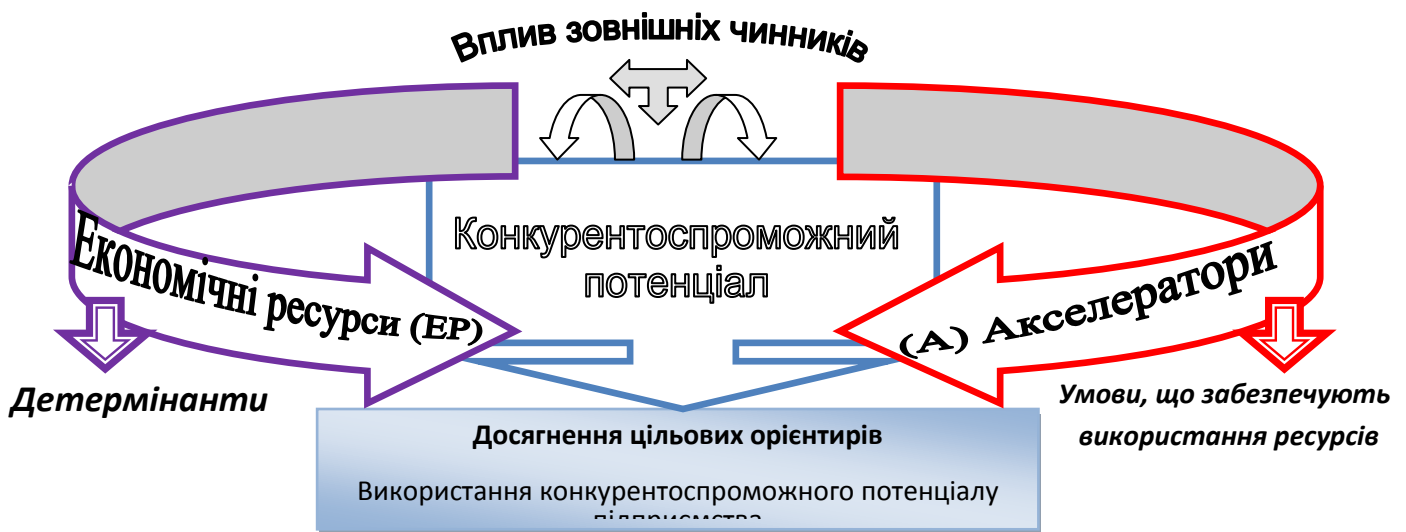 Вплив зовнішніх чинників
Конкурентоспроможний
потенціал
Економічні ресурси (ЕР)
(А) Акселератори
Детермінанти
Умови, що забезпечують
використання ресурсів
Досягнення цільових орієнтирів
Використання конкурентоспроможного потенціалу
підприємства